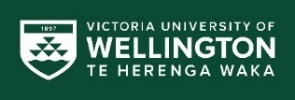 1897
VICTORIA UNIVERSITY OF
WELLINGTON
TE HERENGA WAKA